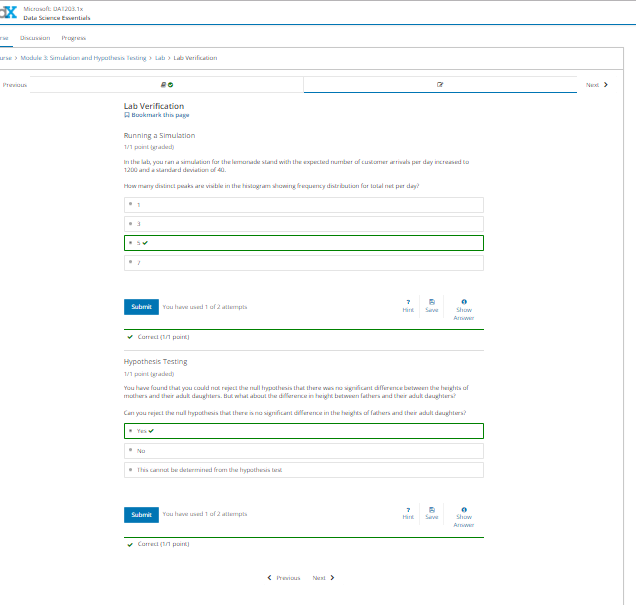 dX
Microsoft: DAT203.1x
Data Science Essentials
rse Discussion Progress
urse > Module 3: Simulation and Hypothesis Testing > Lab > Lab Verification
Previous
Next >
Lab Verification
Bookmark this page
Running a Simulation
1/1 point (graded)
In the lab, you ran a simulation for the lemonade stand with the expected number of customer arrivals per day increased to
1200 and a standard deviation of 40.
How many distinct peaks are visible in the histogram showing frequency distribution for total net per day?
1
3
5 ✔
7
Submit You have used 1 of 2 attempts
? Hint Save Show
Answer
✔ Correct (1/1 point)
Hypothesis Testing
1/1 point (graded)
You have found that you could not reject the null hypothesis that there was no significant difference between the heights of
mothers and their adult daughters. But what about the difference in height between fathers and their adult daughters?
Can you reject the null hypothesis that there is no significant difference in the heights of fathers and their adult daughters?
Yes ✔
No
This cannot be determined from the hypothesis test
Submit You have used 1 of 2 attempts
? Hint Save Show
Answer
✔ Correct (1/1 point)
< Previous Next >